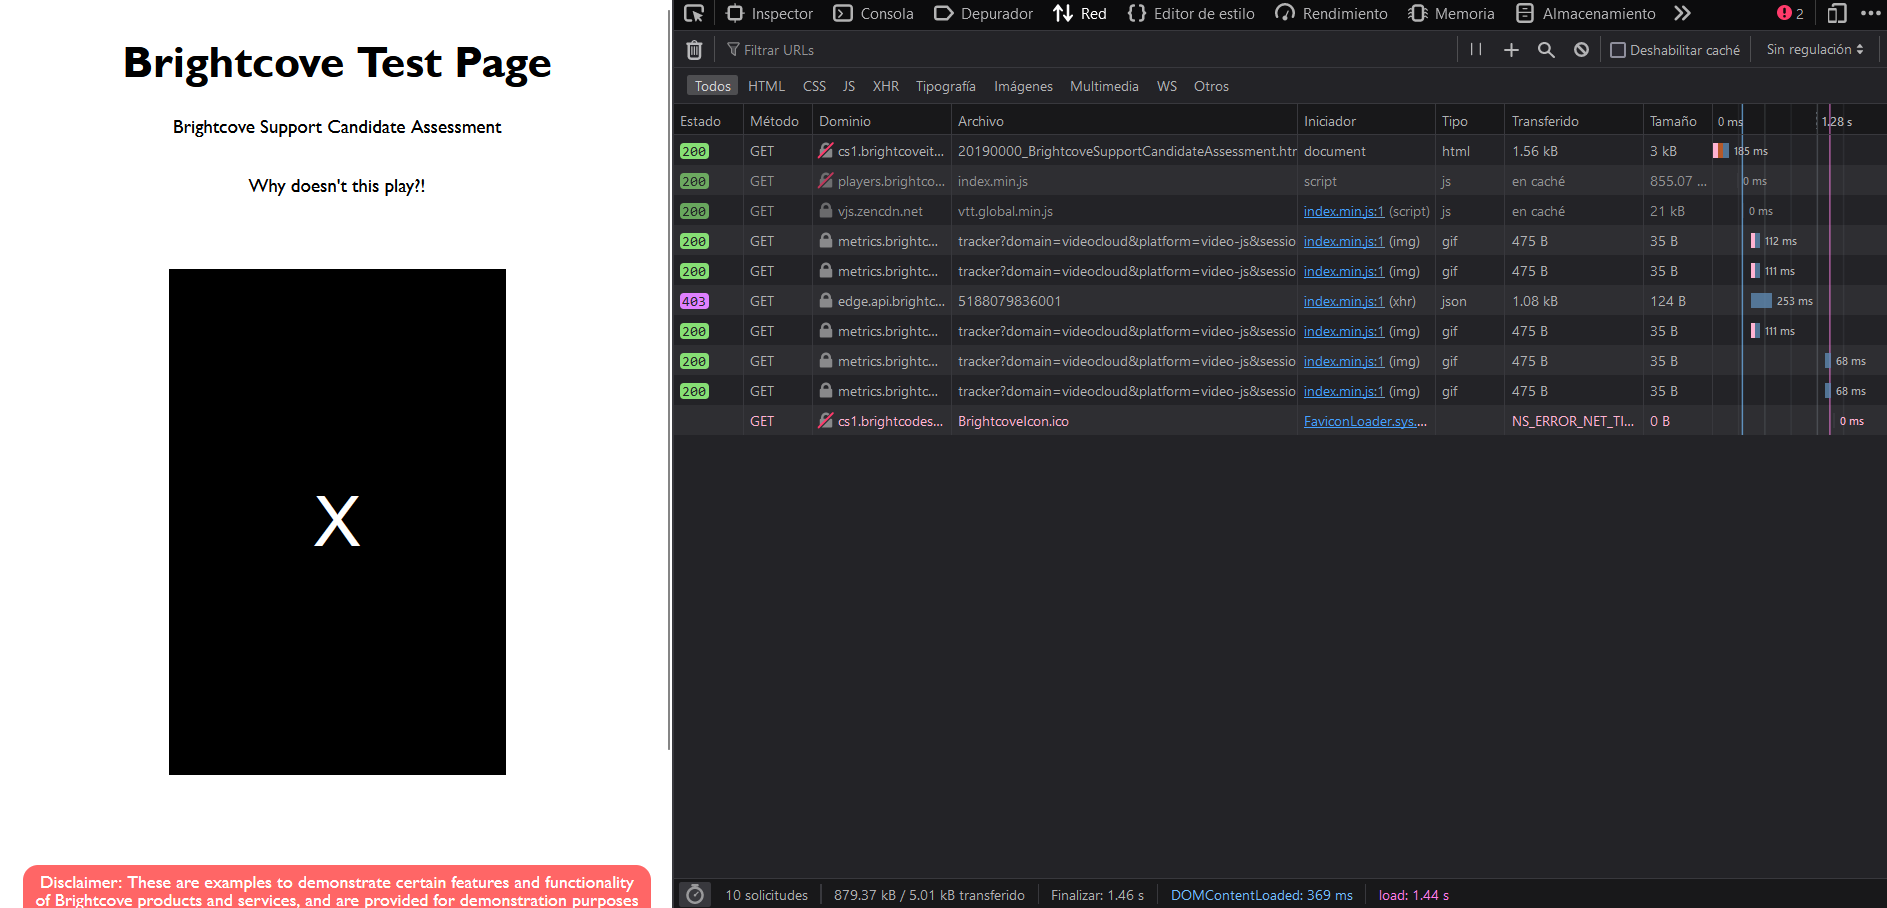 Brightcove Test Page
Brightcove Support Candidate Assessment
Why doesn't this play?!
X
Disclaimer: These are examples to demonstrate certain features and functionality
of Brightcove products and services, and are provided for demonstration purposes
Inspector Consola Depurador Red Editor de estilo Rendimiento Memoria Almacenamiento 2
Filtrar URLs Deshabilitar caché Sin regulación
Todos HTML CSS JS XHR Tipografía Imágenes Multimedia WS Otros
Estado Método Dominio Archivo Iniciador Tipo Transferido Tamaño 0 ms 1.28 s
200 GET cs1.brightcoveit... 20190000_BrightcoveSupportCandidateAssessment.htr document html 1.56 kB 3 kB 185 ms
200 GET players.brightco... index.min.js script js en caché 855.07 ... 0 ms
200 GET vjs.zencdn.net vtt.global.min.js index.min.js:1 (script) js en caché 21 kB 0 ms
200 GET metrics.brightc... tracker?domain=videocloud&platform=video-js&sessio index.min.js:1 (img) gif 475 B 35 B 112 ms
200 GET metrics.brightc... tracker?domain=videocloud&platform=video-js&sessio index.min.js:1 (img) gif 475 B 35 B 111 ms
403 GET edge.api.brightc... 5188079836001 index.min.js:1 (xhr) json 1.08 kB 124 B 253 ms
200 GET metrics.brightc... tracker?domain=videocloud&platform=video-js&sessio index.min.js:1 (img) gif 475 B 35 B 111 ms
200 GET metrics.brightc... tracker?domain=videocloud&platform=video-js&sessio index.min.js:1 (img) gif 475 B 35 B 68 ms
200 GET metrics.brightc... tracker?domain=videocloud&platform=video-js&sessio index.min.js:1 (img) gif 475 B 35 B 68 ms
GET cs1.brightcodes... BrightcoveIcon.ico FaviconLoader.sys.... NS_ERROR_NET_TI... 0 B 0 ms
10 solicitudes 879.37 kB / 5.01 kB transferido Finalizar: 1.46 s DOMContentLoaded: 369 ms load: 1.44 s